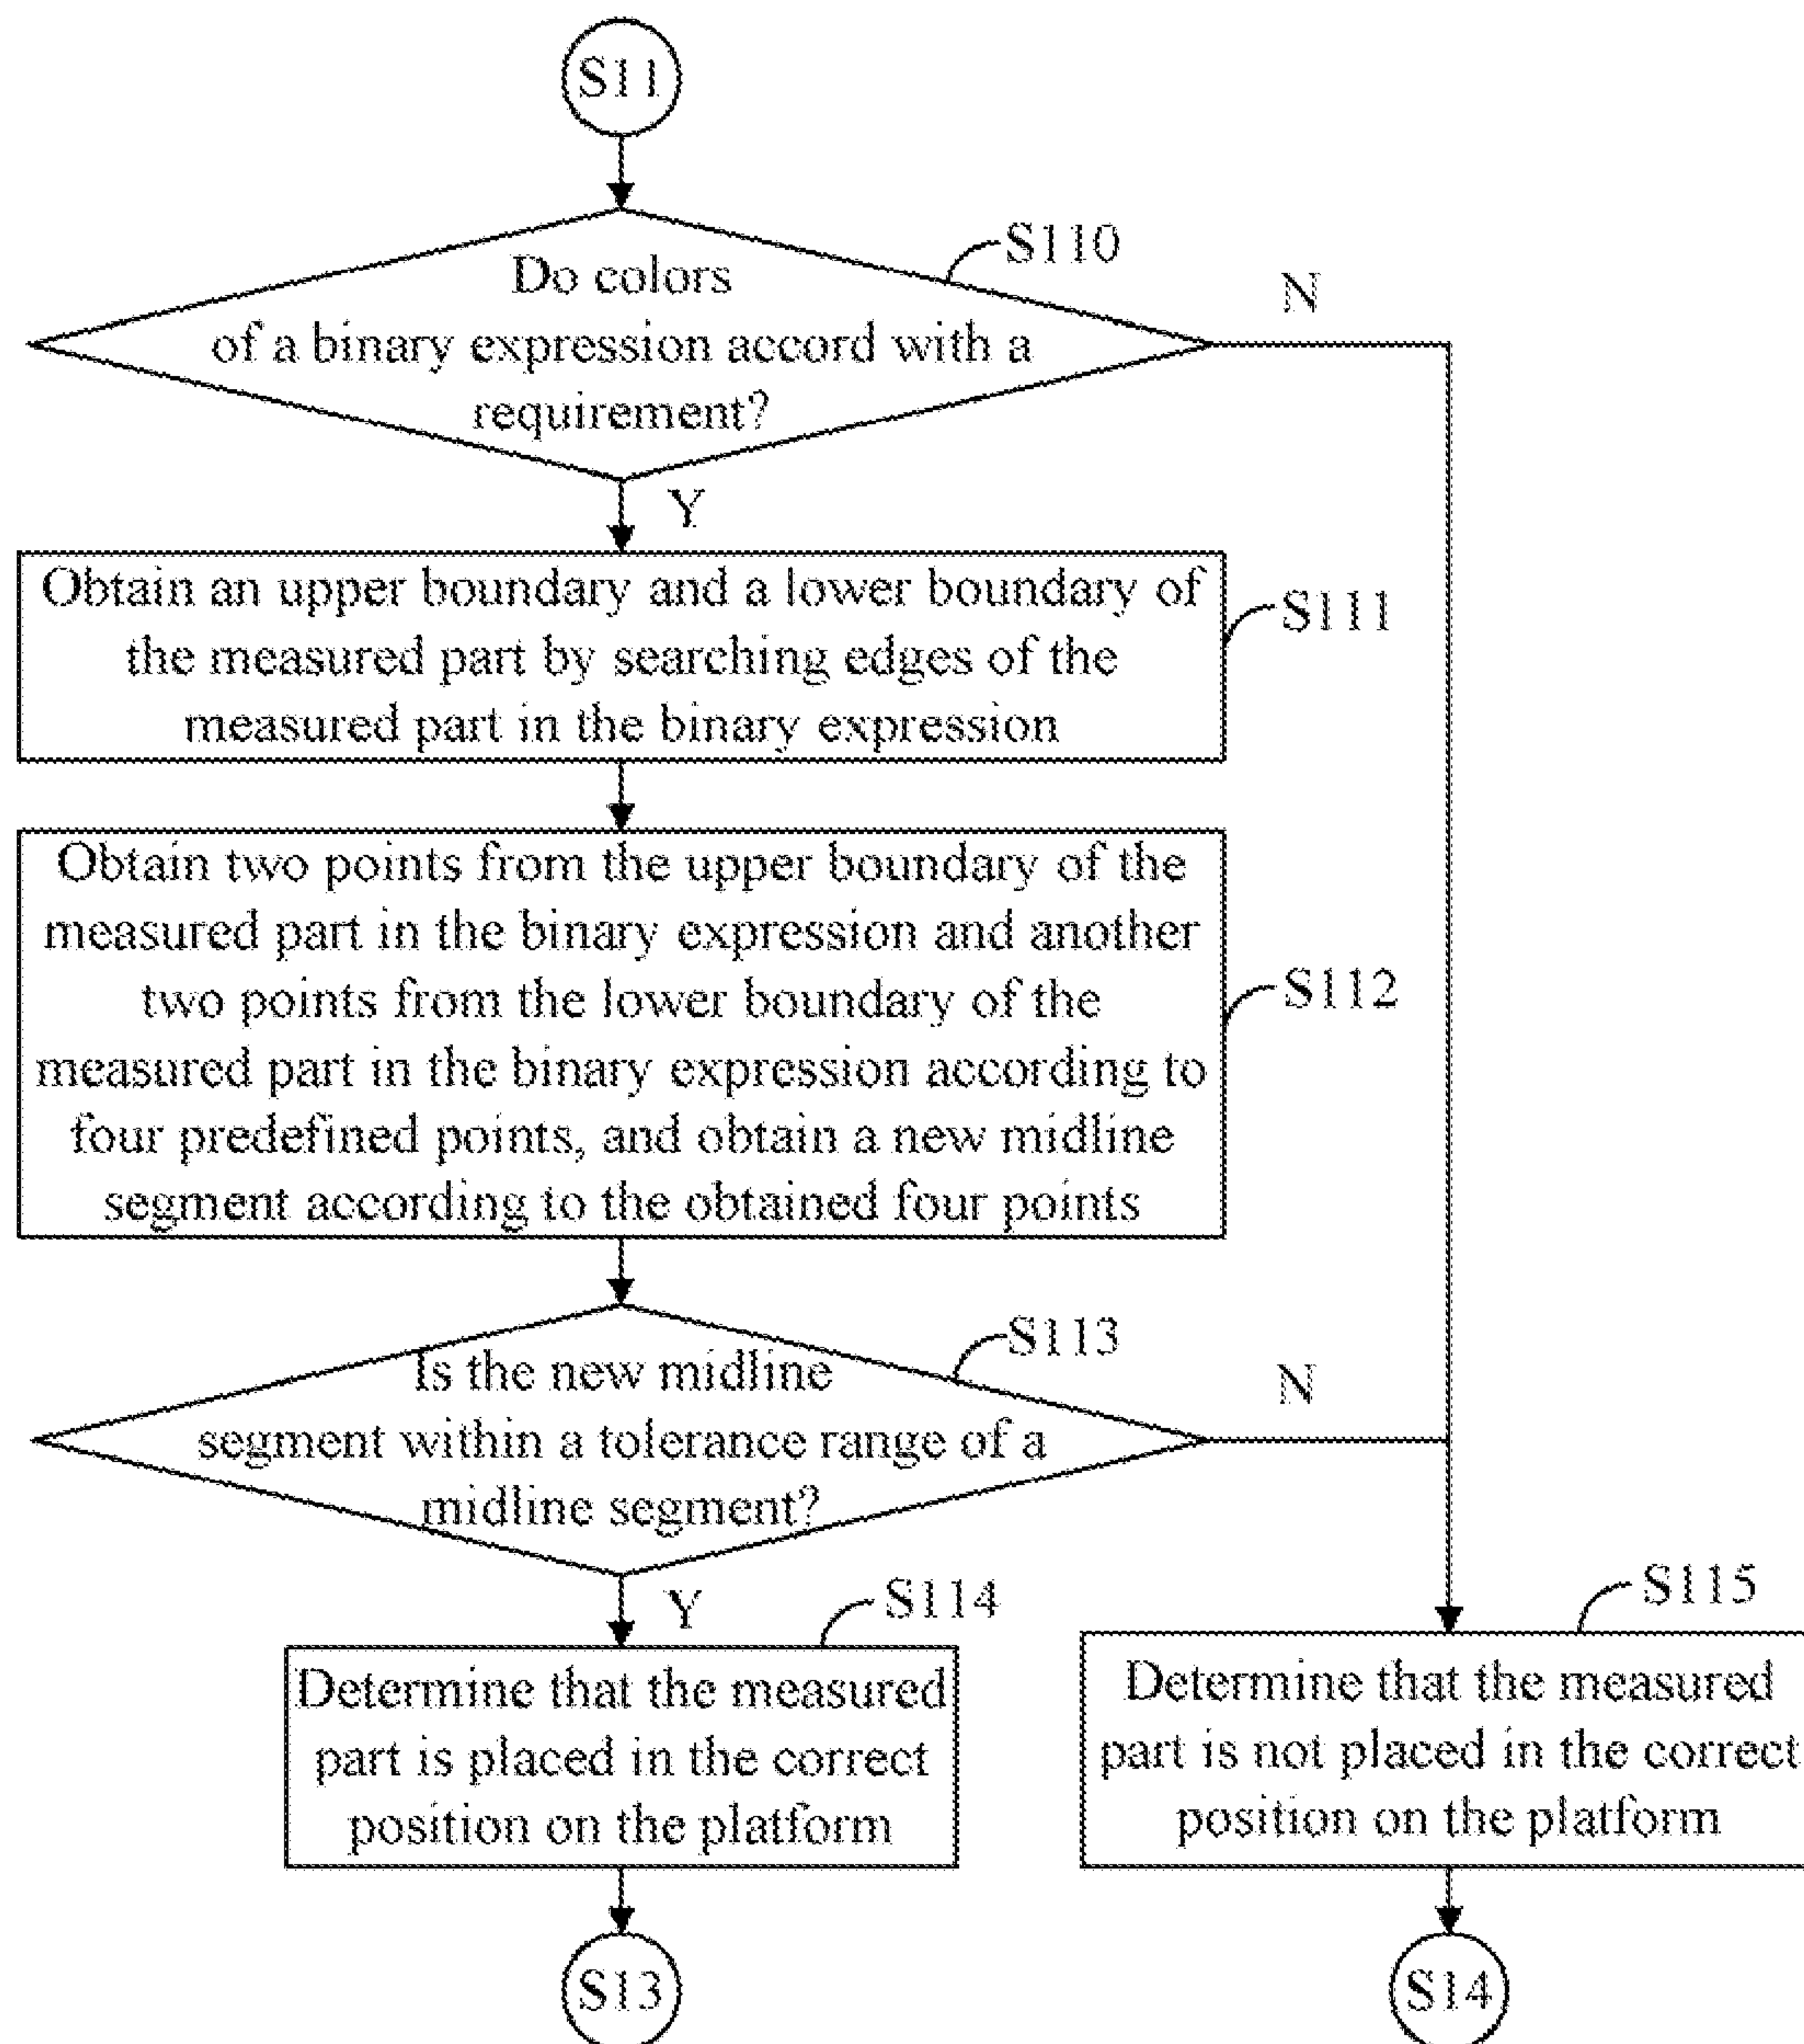 S11
S110
Do colors
of a binary expression accord with a
requirement?
N
Y
Obtain an upper boundary and a lower boundary of
the measured part by searching edges of the
measured part in the binary expression
S111
Obtain two points from the upper boundary of the
measured part in the binary expression and another
two points from the lower boundary of the
measured part in the binary expression according to
four predefined points, and obtain a new midline
segment according to the obtained four points
S112
S113
Is the new midline
segment within a tolerance range of a
midline segment?
N
Y
S114
Determine that the measured
part is placed in the correct
position on the platform
S115
Determine that the measured
part is not placed in the correct
position on the platform
S13
S14